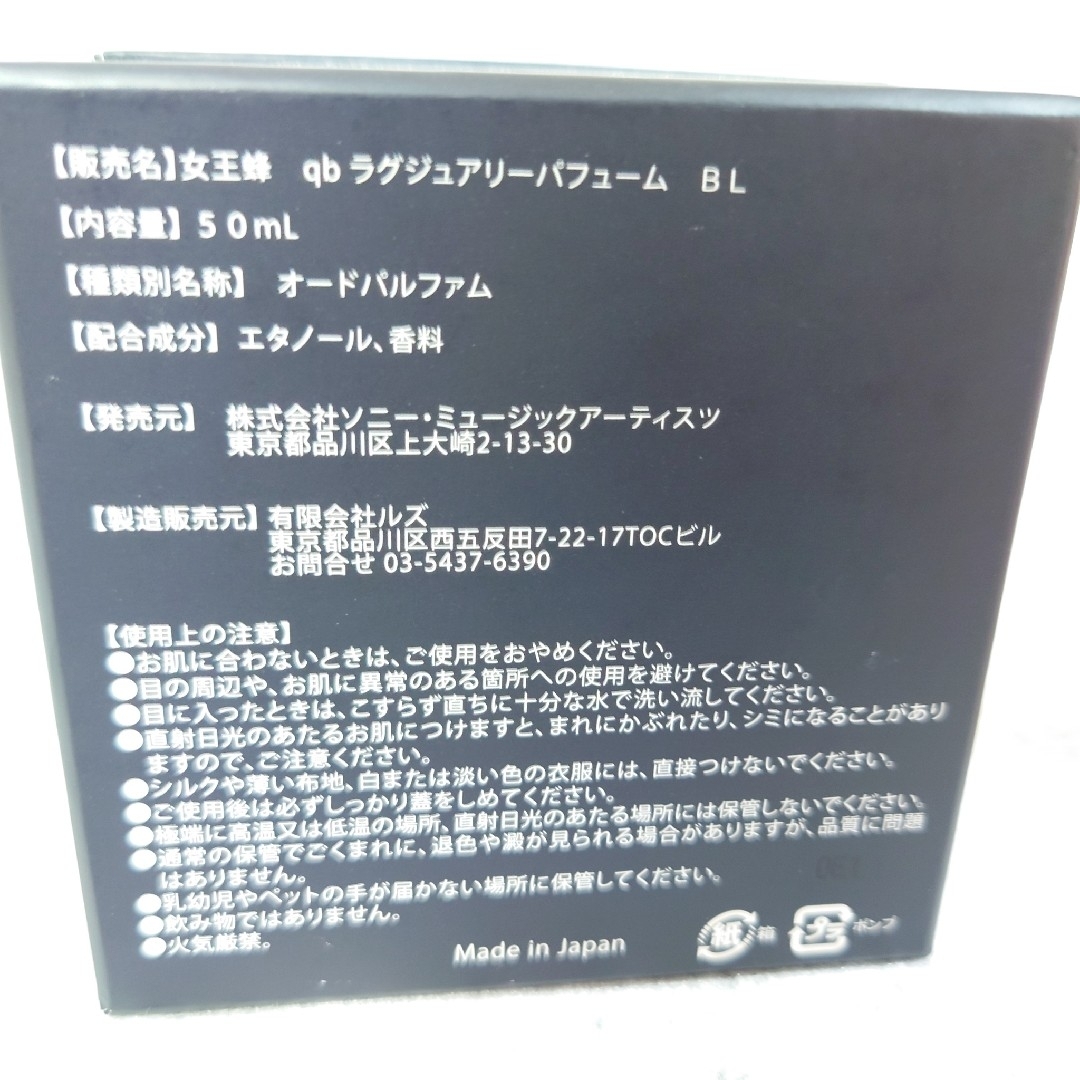 【販売名】女王蜂　qb ラグジュアリーパフューム　ＢＬ
【内容量】５０mL
【種類別名称】　オードパルファム
【配合成分】エタノール、香料
【発売元】　株式会社ソニー・ミュージックアーティスツ
東京都品川区上大崎2-13-30
【製造販売元】有限会社ルズ
東京都品川区西五反田7-22-17TOCビル
お問合せ 03-5437-6390
【使用上の注意】
●お肌に合わないときは、ご使用をおやめください。
●目の周辺や、お肌に異常のある箇所への使用を避けてください。
●目に入ったときは、こすらず直ちに十分な水で洗い流してください。
●直射日光のあたるお肌につけますと、まれにかぶれたり、シミになることがあり
ますので、ご注意ください。
●シルクや薄い布地、白または淡い色の衣服には、直接つけないでください。
●ご使用後は必ずしっかり蓋をしめてください。
●極端に高温又は低温の場所、直射日光のあたる場所には保管しないでください。
●通常の保管でごくまれに、退色や澱が見られる場合がありますが、品質に問題
はありません。
●乳幼児やペットの手が届かない場所に保管してください。
●飲み物ではありません。
●火気厳禁。
Made in Japan
紙 箱
プラ ポンプ